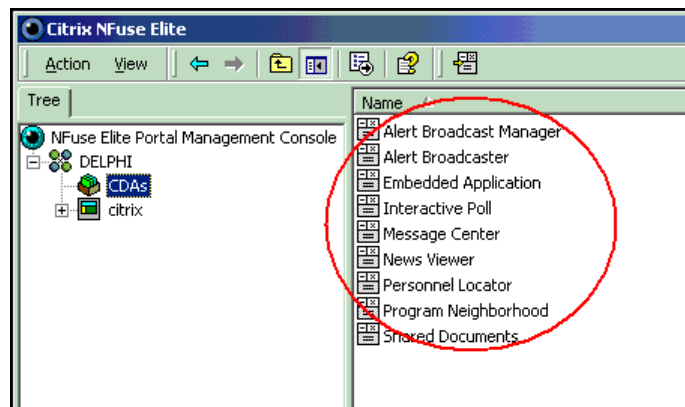 Citrix NFuse Elite
Action View
Tree
NFuse Elite Portal Management Console
DELPHI
CDAs
citrix
Name
Alert Broadcast Manager
Alert Broadcaster
Embedded Application
Interactive Poll
Message Center
News Viewer
Personnel Locator
Program Neighborhood
Shared Documents